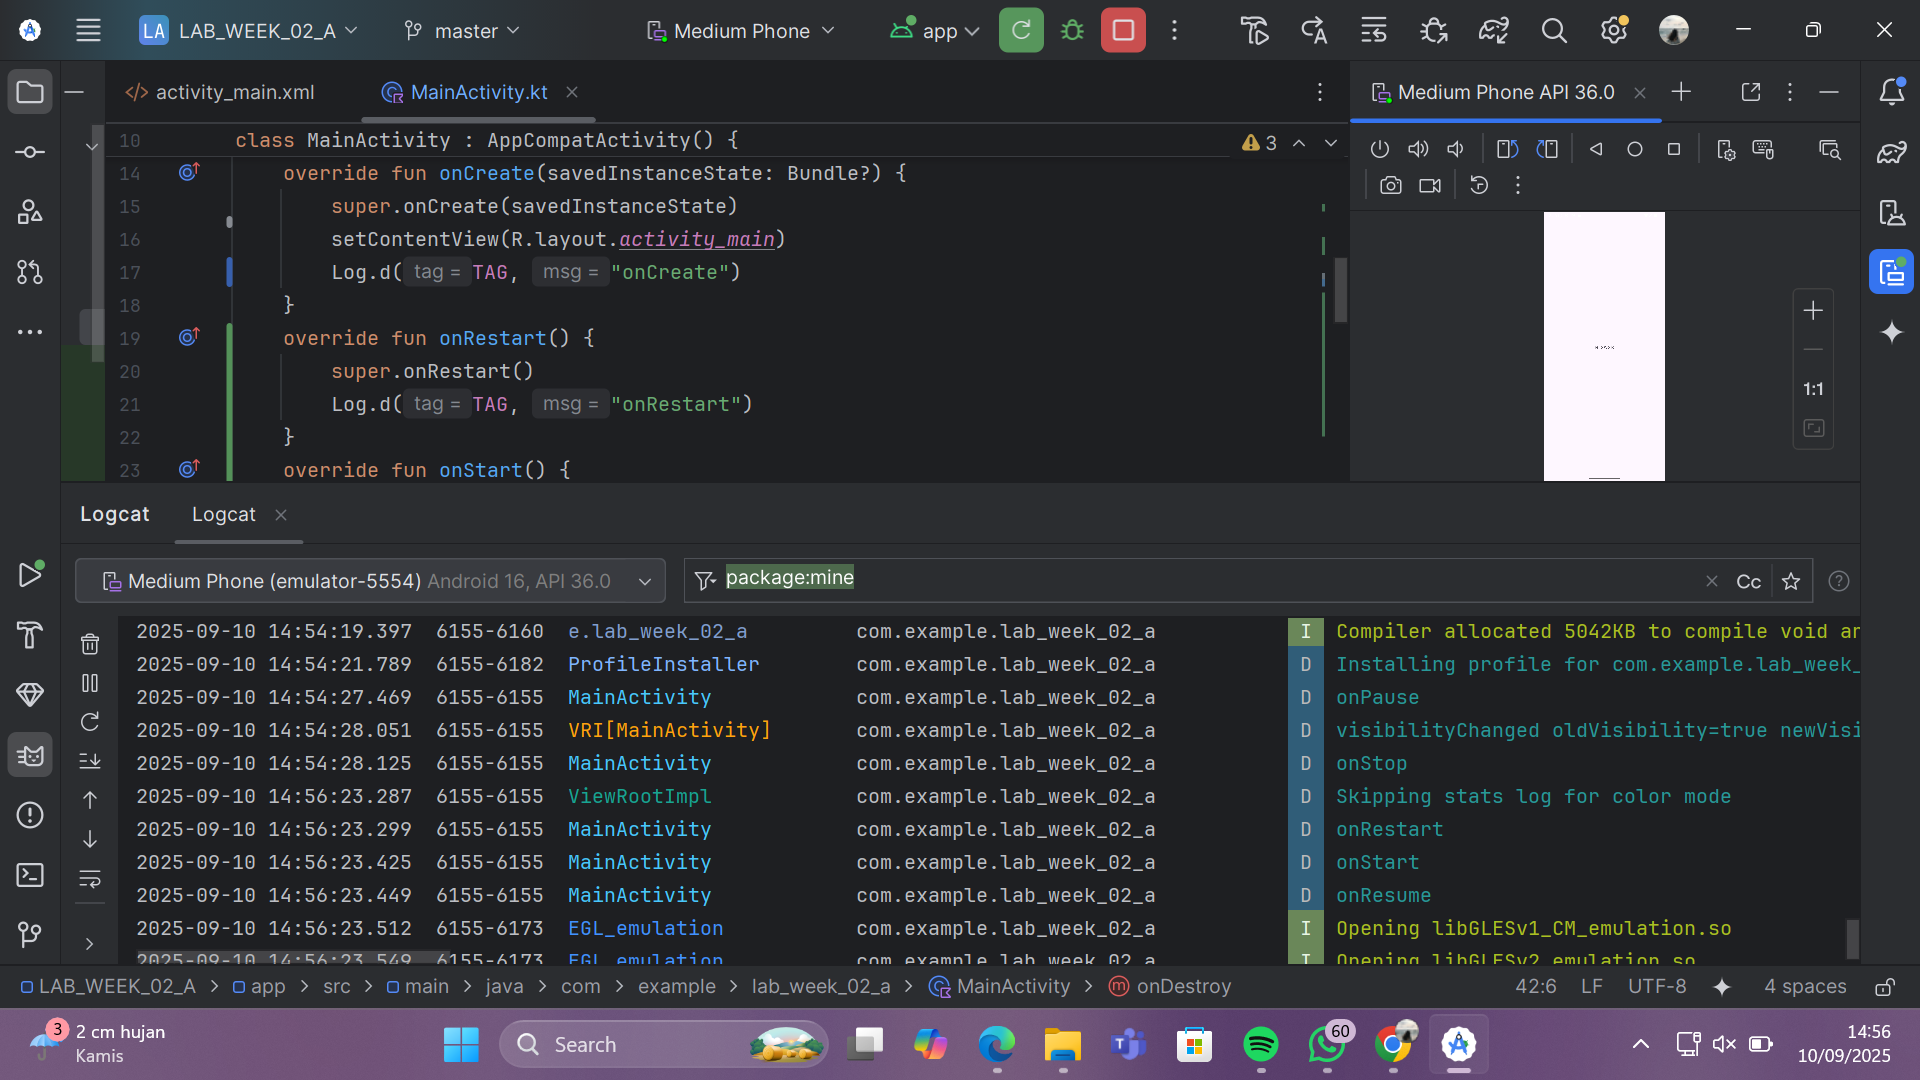 LA LAB_WEEK_02_A master Medium Phone app
activity_main.xml MainActivity.kt Medium Phone API 36.0
10 class MainActivity : AppCompatActivity() { 3
14 override fun onCreate(savedInstanceState: Bundle?) {
15 super.onCreate(savedInstanceState)
16 setContentView(R.layout.activity_main)
17 Log.d( tag = TAG, msg = "onCreate")
18 }
19 override fun onRestart() {
20 super.onRestart()
21 Log.d( tag = TAG, msg = "onRestart")
22 }
23 override fun onStart() {
1:1
Logcat Logcat
Medium Phone (emulator-5554) Android 16, API 36.0 package:mine Cc
2025-09-10 14:54:19.397 6155-6160 e.lab_week_02_a com.example.lab_week_02_a I Compiler allocated 5042KB to compile void an
2025-09-10 14:54:21.789 6155-6182 ProfileInstaller com.example.lab_week_02_a D Installing profile for com.example.lab_week_
2025-09-10 14:54:27.469 6155-6155 MainActivity com.example.lab_week_02_a D onPause
2025-09-10 14:54:28.051 6155-6155 VRI[MainActivity] com.example.lab_week_02_a D visibilityChanged oldVisibility=true newVisi
2025-09-10 14:54:28.125 6155-6155 MainActivity com.example.lab_week_02_a D onStop
2025-09-10 14:56:23.287 6155-6155 ViewRootImpl com.example.lab_week_02_a D Skipping stats log for color mode
2025-09-10 14:56:23.299 6155-6155 MainActivity com.example.lab_week_02_a D onRestart
2025-09-10 14:56:23.425 6155-6155 MainActivity com.example.lab_week_02_a D onStart
2025-09-10 14:56:23.449 6155-6155 MainActivity com.example.lab_week_02_a D onResume
2025-09-10 14:56:23.512 6155-6173 EGL_emulation com.example.lab_week_02_a I Opening libGLESv1_CM_emulation.so
2025-09-10 14:56:23.549 6155-6173 EGL_emulation com.example.lab_week_02_a I Opening libGLESv2_emulation.so
LAB_WEEK_02_A > app > src > main > java > com > example > lab_week_02_a > MainActivity > onDestroy 42:6 LF UTF-8 4 spaces
3 2 cm hujan
Kamis
Search
60
14:56
10/09/2025